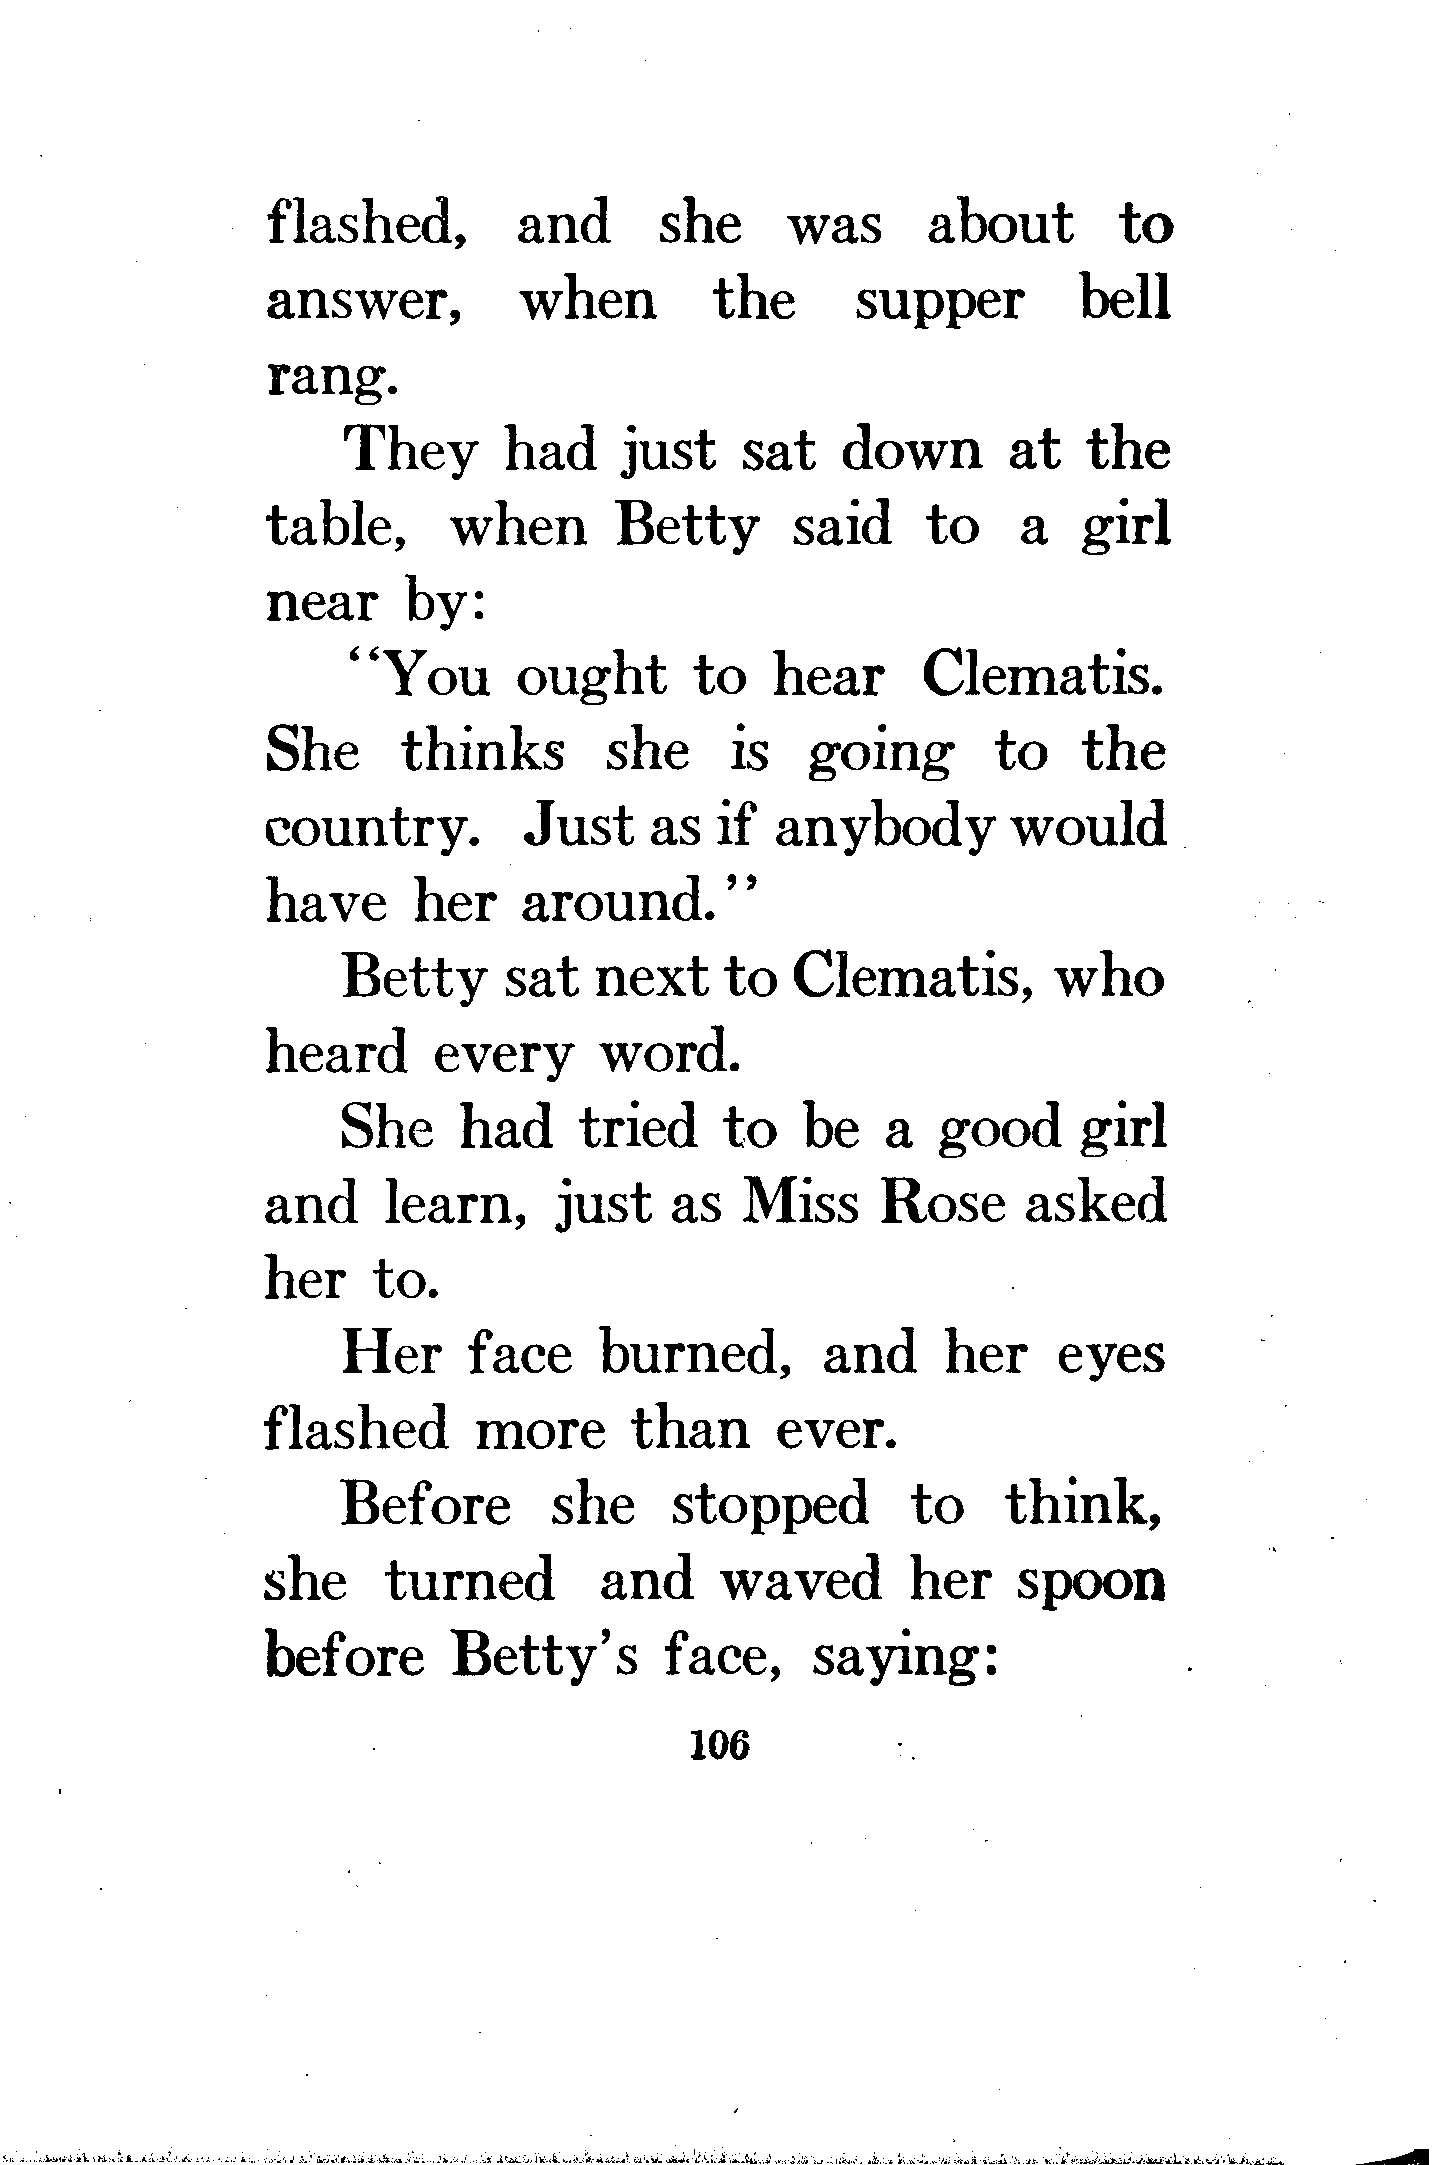 flashed, and she was about to
answer, when the supper bell
rang.
They had just sat down at the
table, when Betty said to a girl
near by:
“You ought to hear Clematis.
She thinks she is going to the
country. Just as if anybody would
have her around.”
Betty sat next to Clematis, who
heard every word.
She had tried to be a good girl
and learn, just as Miss Rose asked
her to.
Her face burned, and her eyes
flashed more than ever.
Before she stopped to think,
she turned and waved her spoon
before Betty’s face, saying:
106